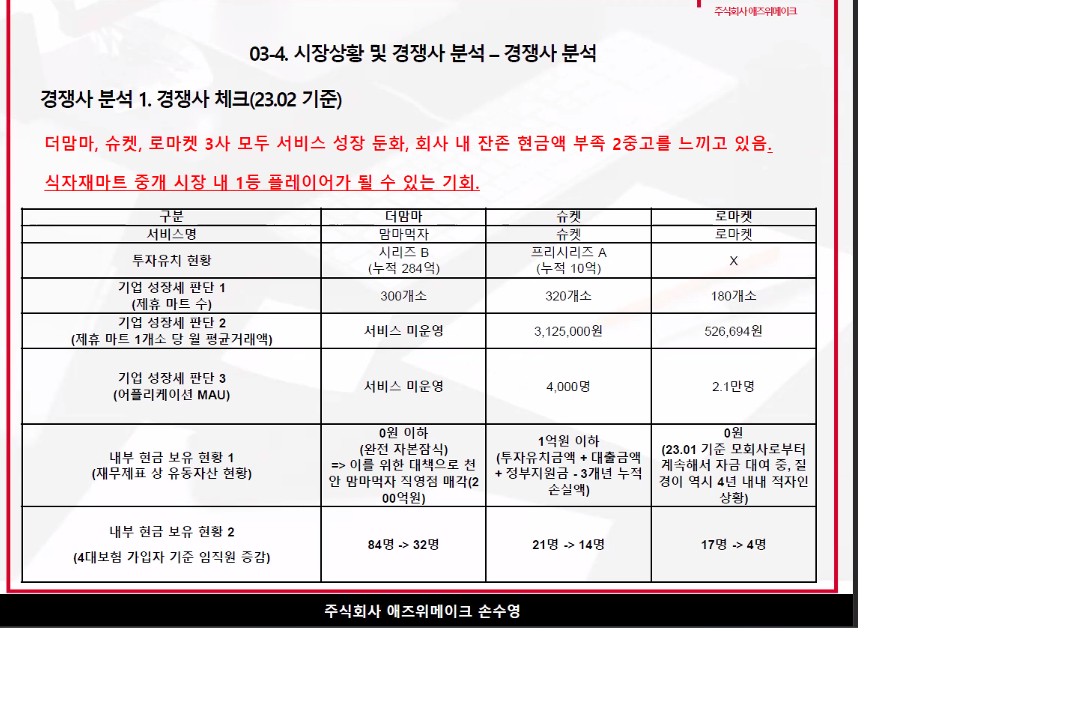 주식회사 애즈위메이크
03-4. 시장상황 및 경쟁사 분석 – 경쟁사 분석
경쟁사 분석 1. 경쟁사 체크(23.02 기준)
더맘마, 슈켓, 로마켓 3사 모두 서비스 성장 둔화, 회사 내 잔존 현금액 부족 2중고를 느끼고 있음.
식자재마트 중개 시장 내 1등 플레이어가 될 수 있는 기회.
구분 더맘마 슈켓 로마켓
서비스명 맘마먹자 슈켓 로마켓
투자유치 현황
시리즈 B
(누적 284억)
프리시리즈 A
(누적 10억)
X
기업 성장세 판단 1
(제휴 마트 수)
300개소 320개소 180개소
기업 성장세 판단 2
(제휴 마트 1개소 당 월 평균거래액)
서비스 미운영 3,125,000원 526,694원
기업 성장세 판단 3
(어플리케이션 MAU)
서비스 미운영 4,000명 2.1만명
내부 현금 보유 현황 1
(재무제표 상 유동자산 현황)
0원 이하
(완전 자본잠식)
=> 이를 위한 대책으로 천
안 맘마먹자 직영점 매각(2
00억원)
1억원 이하
(투자유치금액 + 대출금액
+ 정부지원금 - 3개년 누적
손실액)
0원
(23.01 기준 모회사로부터
계속해서 자금 대여 중, 질
경이 역시 4년 내내 적자인
상황)
내부 현금 보유 현황 2
(4대보험 가입자 기준 임직원 증감)
84명 -> 32명 21명 -> 14명 17명 -> 4명
주식회사 애즈위메이크 손수영